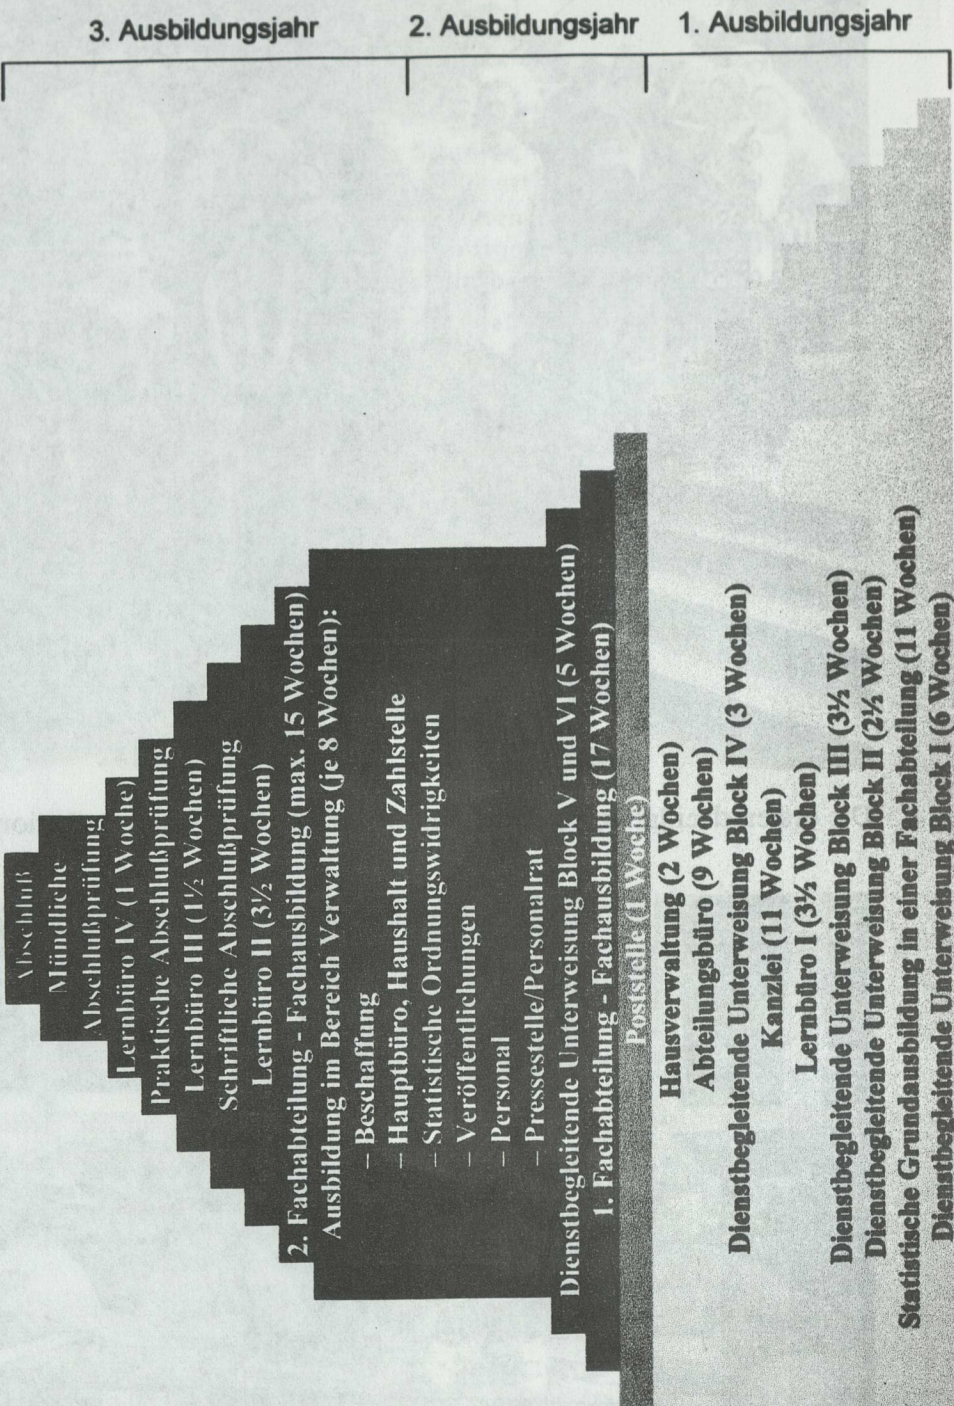 3. Ausbildungsjahr
2. Ausbildungsjahr
1. Ausbildungsjahr
Abschluß
Mündliche
Abschlußprüfung
Lernbüro IV (1 Woche)
Praktische Abschlußprüfung
Lernbüro III (1½ Wochen)
Schriftliche Abschlußprüfung
Lernbüro II (3½ Wochen)
2. Fachabteilung - Fachausbildung (max. 15 Wochen)
Ausbildung im Bereich Verwaltung (je 8 Wochen):
– Beschaffung
– Hauptbüro, Haushalt und Zahlstelle
– Statistische Ordnungswidrigkeiten
– Veröffentlichungen
– Personal
– Pressestelle/Personalrat
Dienstbegleitende Unterweisung Block V und VI (5 Wochen)
1. Fachabteilung - Fachausbildung (17 Wochen)
Poststelle (1 Woche)
Hausverwaltung (2 Wochen)
Abteilungsbüro (9 Wochen)
Dienstbegleitende Unterweisung Block IV (3 Wochen)
Kanzlei (11 Wochen)
Lernbüro I (3½ Wochen)
Dienstbegleitende Unterweisung Block III (3½ Wochen)
Dienstbegleitende Unterweisung Block II (2½ Wochen)
Statistische Grundausbildung in einer Fachabteilung (11 Wochen)
Dienstbegleitende Unterweisung Block I (6 Wochen)